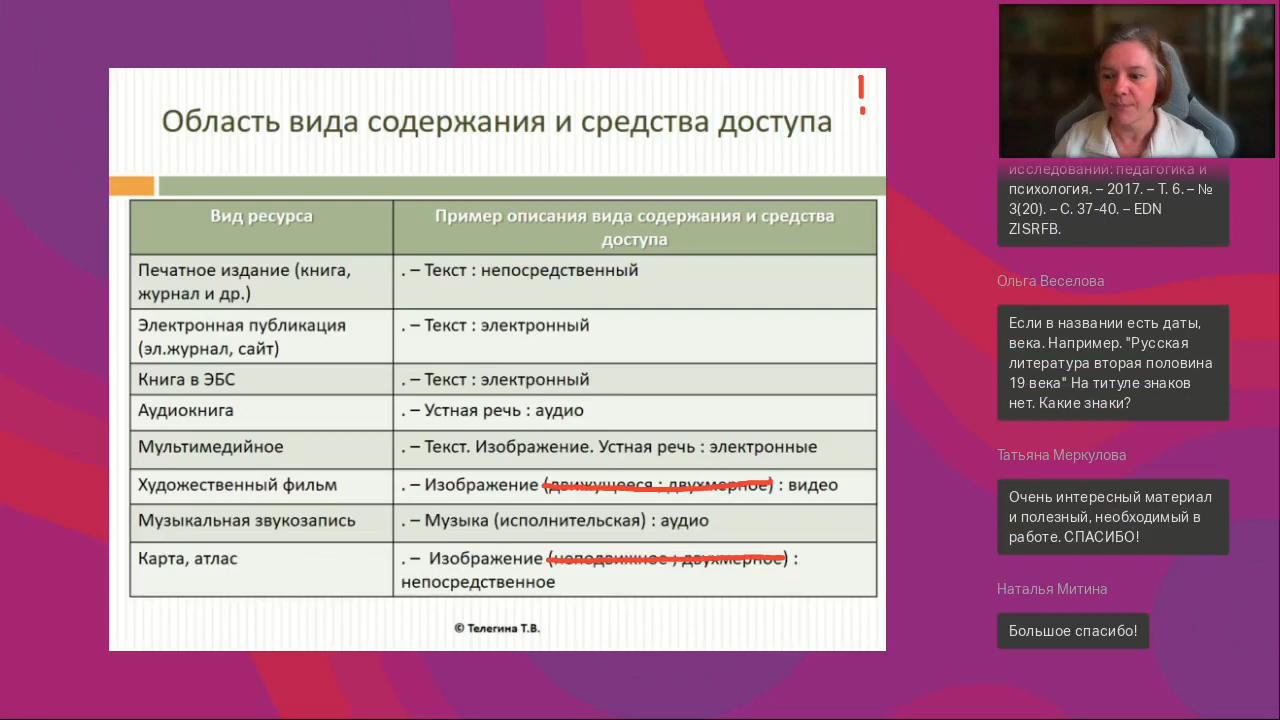 Область вида содержания и средства доступа
!
Вид ресурса
Пример описания вида содержания и средства
доступа
Печатное издание (книга,
журнал и др.)
. – Текст : непосредственный
Электронная публикация
(эл.журнал, сайт)
. – Текст : электронный
Книга в ЭБС
. – Текст : электронный
Аудиокнига
. – Устная речь : аудио
Мультимедийное
. – Текст. Изображение. Устная речь : электронные
Художественный фильм
. – Изображение (движущееся ; двухмерное) : видео
Музыкальная звукозапись
. – Музыка (исполнительская) : аудио
Карта, атлас
. – Изображение (неподвижное ; двухмерное) :
непосредственное
© Телегина Т.В.
исследований: педагогика и
психология. – 2017. – Т. 6. – №
3(20). – С. 37-40. – EDN
ZISRFB.
Ольга Веселова
Если в названии есть даты,
века. Например. "Русская
литература вторая половина
19 века" На титуле знаков
нет. Какие знаки?
Татьяна Меркулова
Очень интересный материал
и полезный, необходимый в
работе. СПАСИБО!
Наталья Митина
Большое спасибо!